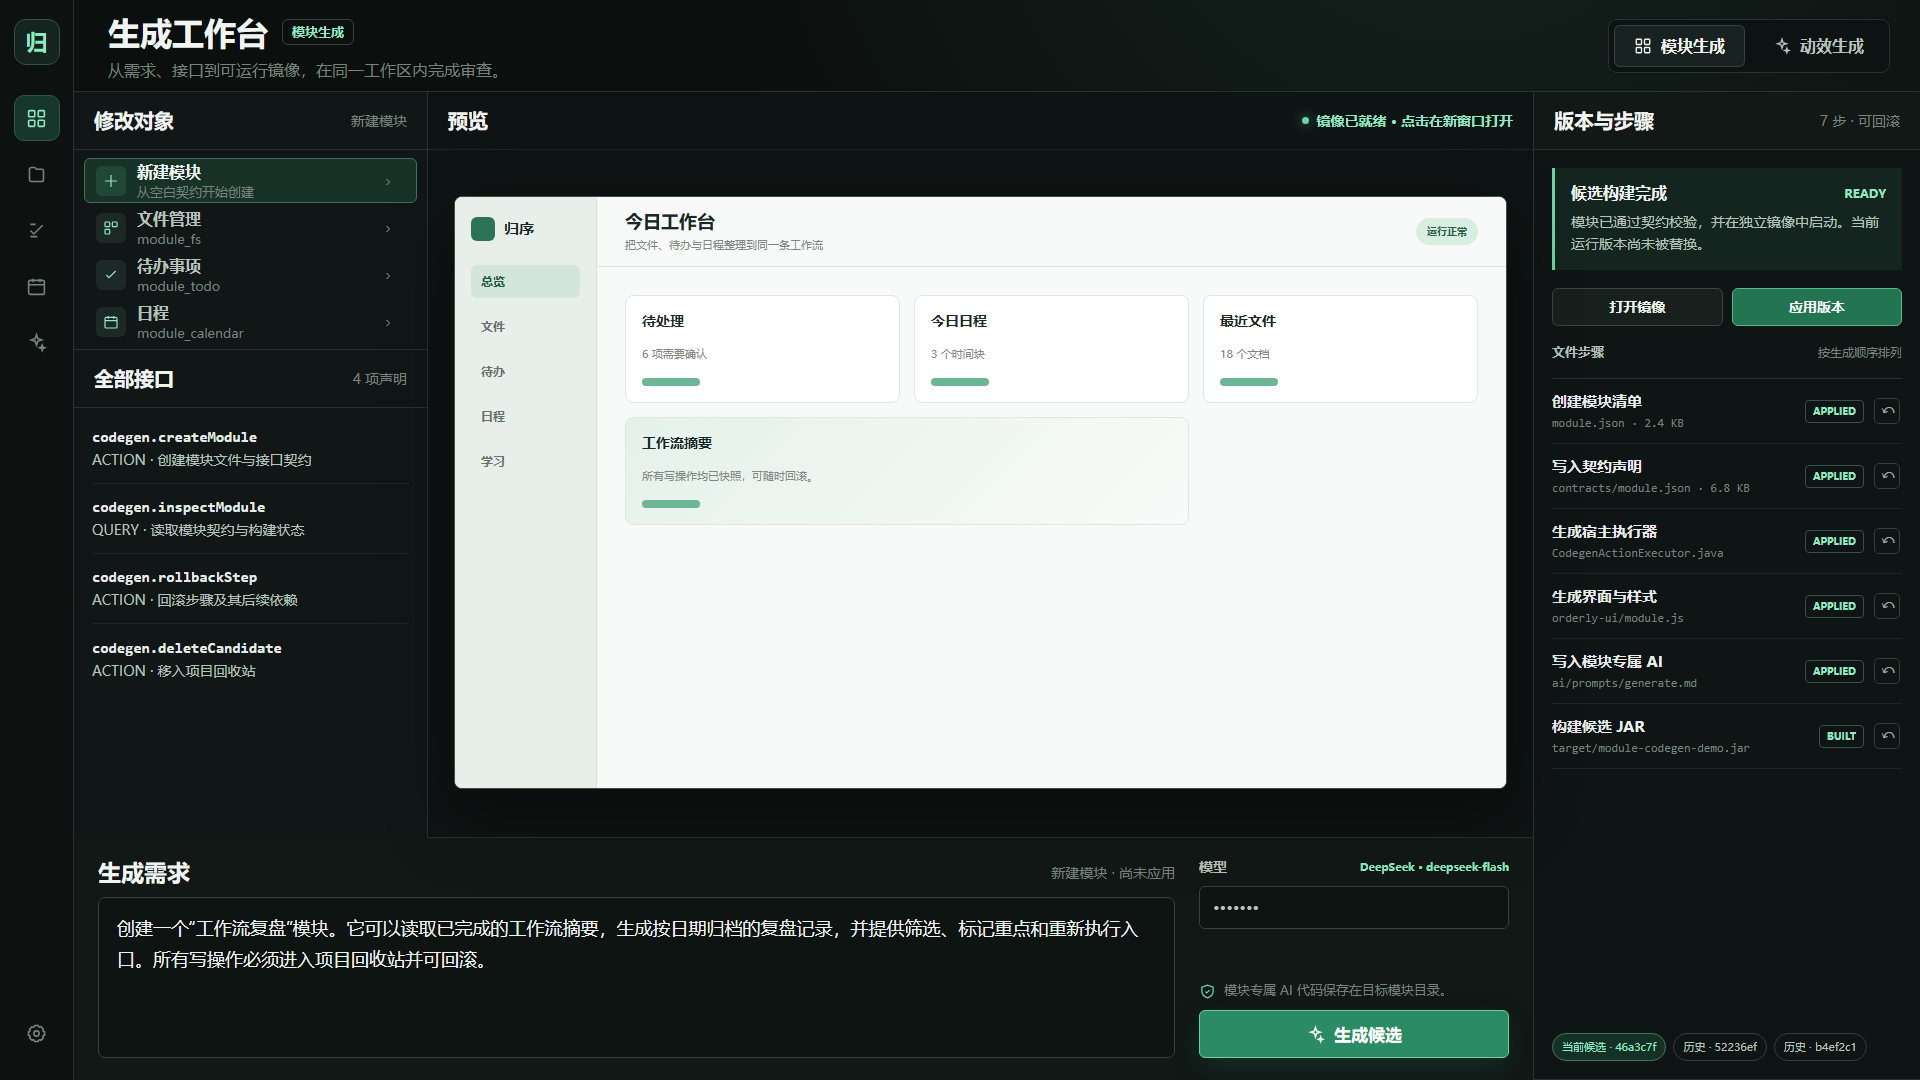 归
生成工作台
模块生成
从需求、接口到可运行镜像，在同一工作区内完成审查。
模块生成
动效生成
修改对象
新建模块
新建模块
从空白契约开始创建
文件管理
module_fs
待办事项
module_todo
日程
module_calendar
全部接口
4 项声明
codegen.createModule
ACTION · 创建模块文件与接口契约
codegen.inspectModule
QUERY · 读取模块契约与构建状态
codegen.rollbackStep
ACTION · 回滚步骤及其后续依赖
codegen.deleteCandidate
ACTION · 移入项目回收站
预览
镜像已就绪 • 点击在新窗口打开
归序
总览
文件
待办
日程
学习
今日工作台
把文件、待办与日程整理到同一条工作流
运行正常
待处理
6 项需要确认
今日日程
3 个时间块
最近文件
18 个文档
工作流摘要
所有写操作均已快照，可随时回滚。
生成需求
新建模块 · 尚未应用
创建一个“工作流复盘”模块。它可以读取已完成的工作流摘要，生成按日期归档的复盘记录，并提供筛选、标记重点和重新执行入
口。所有写操作必须进入项目回收站并可回滚。
模型
DeepSeek • deepseek-flash
•••••••
模块专属 AI 代码保存在目标模块目录。
生成候选
版本与步骤
7 步 · 可回滚
候选构建完成
READY
模块已通过契约校验，并在独立镜像中启动。当前
运行版本尚未被替换。
打开镜像
应用版本
文件步骤
按生成顺序排列
创建模块清单
module.json • 2.4 KB
APPLIED
写入契约声明
contracts/module.json • 6.8 KB
APPLIED
生成宿主执行器
CodegenActionExecutor.java
APPLIED
生成界面与样式
orderly-ui/module.js
APPLIED
写入模块专属 AI
ai/prompts/generate.md
APPLIED
构建候选 JAR
target/module-codegen-demo.jar
BUILT
当前候选 · 46a3c7f
历史 · 52236ef
历史 · b4ef2c1